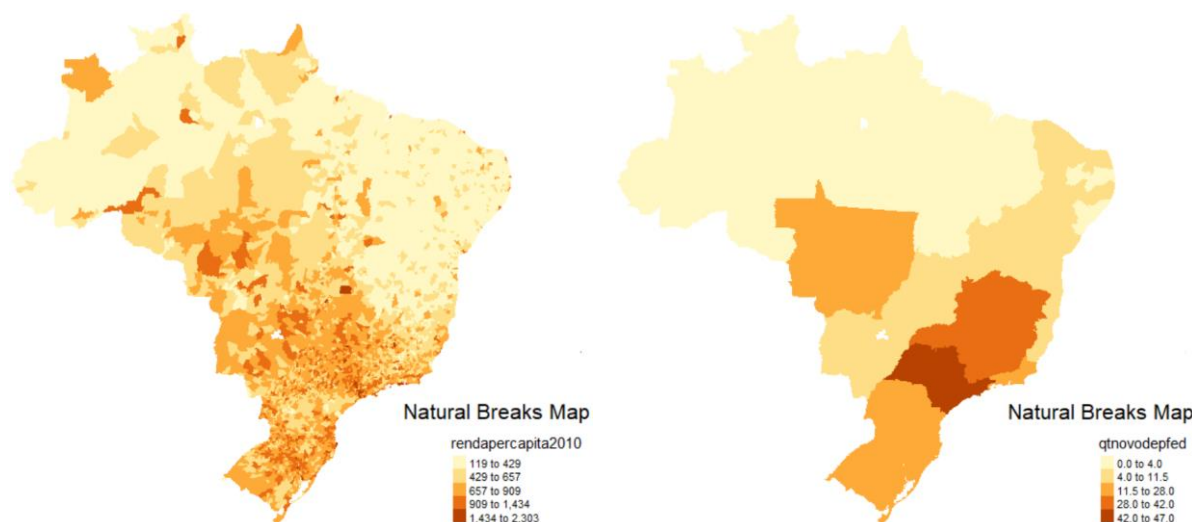 Natural Breaks Map
rendapercapita2010
119 to 429
429 to 657
657 to 909
909 to 1,434
1,434 to 2,303
Natural Breaks Map
qtnovodepfed
0.0 to 4.0
4.0 to 11.5
11.5 to 28.0
28.0 to 42.0
42.0 to 47.0